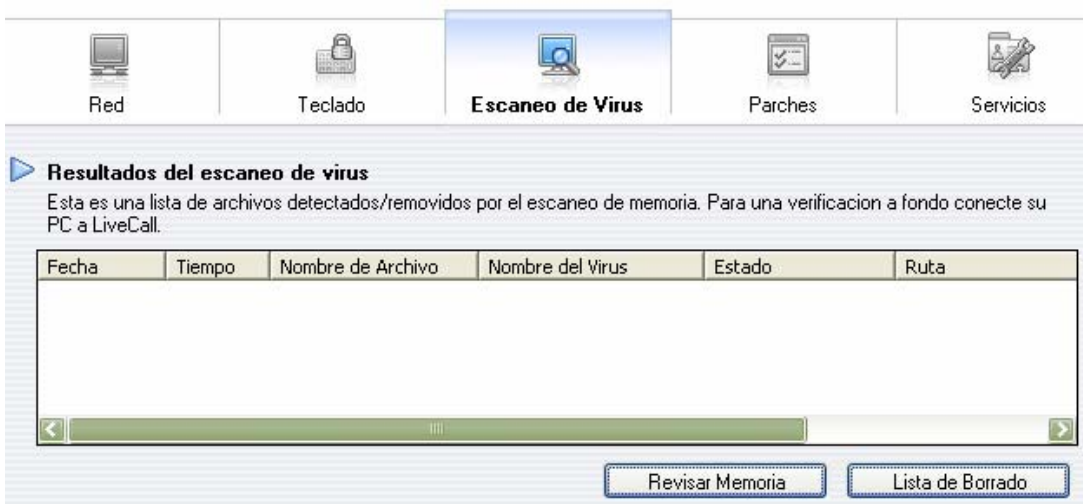 Red Teclado Escaneo de Virus Parches Servicios
Resultados del escaneo de virus
Esta es una lista de archivos detectados/removidos por el escaneo de memoria. Para una verificacion a fondo conecte su
PC a LiveCall.
Fecha Tiempo Nombre de Archivo Nombre del Virus Estado Ruta
Revisar Memoria Lista de Borrado